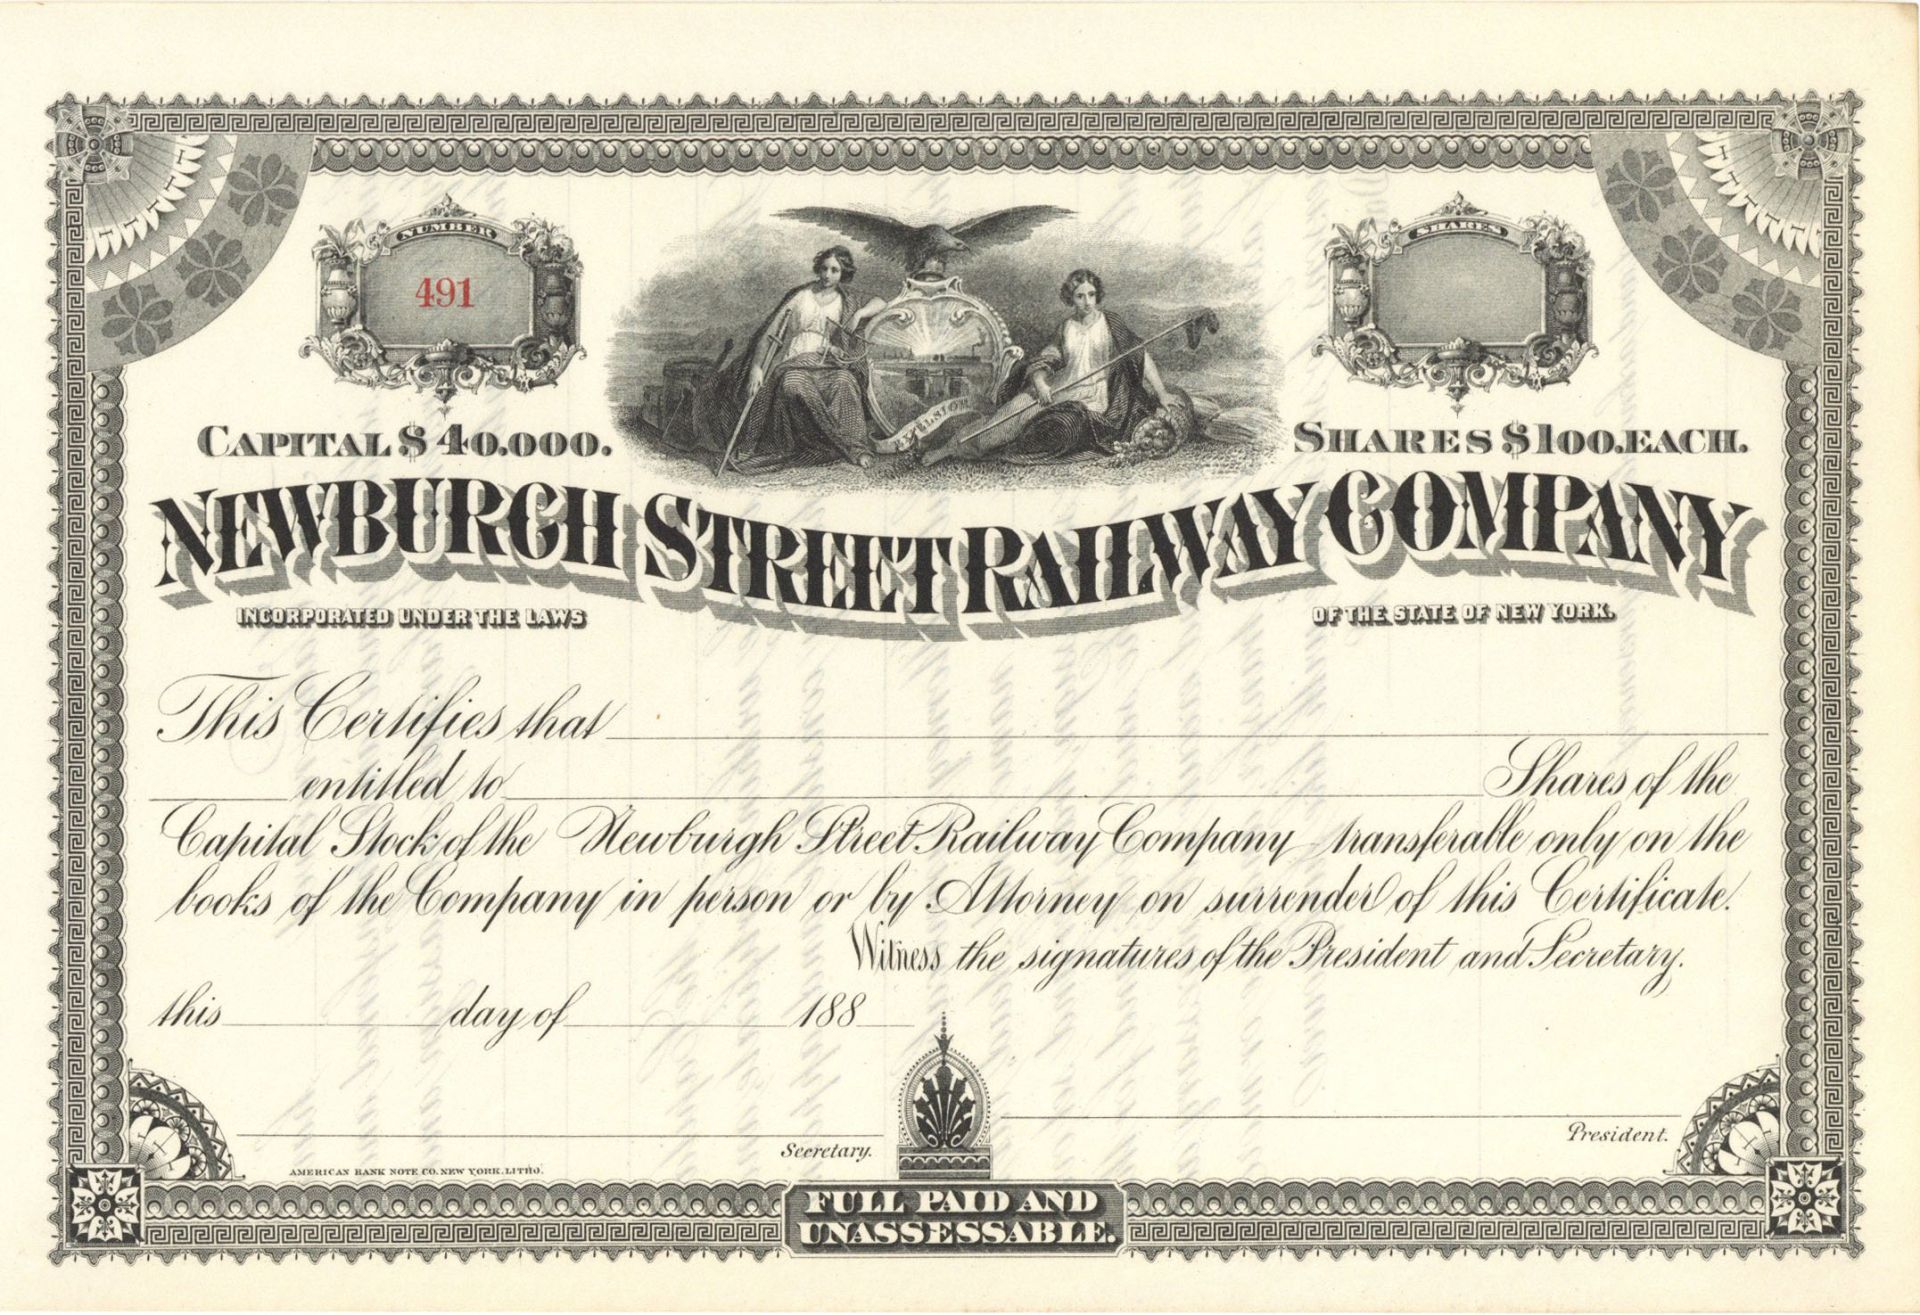 NUMBER
491
SHARES
EXCELSIOR
CAPITAL $40.000.
SHARES $100.EACH.
NEWBURGH STREET RAILWAY COMPANY
INCORPORATED UNDER THE LAWS OF THE STATE OF NEW YORK.
This Certifies that
entitled to Shares of the
Capital Stock of the Newburgh Street Railway Company transferable only on the
books of the Company in person or by Attorney on surrender of this Certificate.
Witness the signatures of the President and Secretary.
this day of 188
Secretary.
President.
AMERICAN BANK NOTE CO. NEW YORK. LITHO.
FULL PAID AND
UNASSESSABLE.